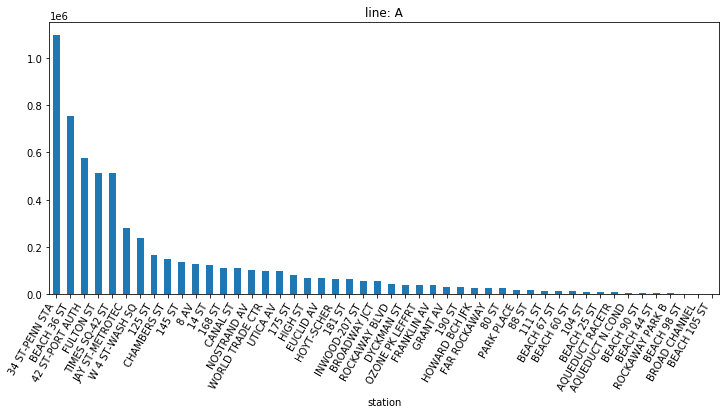 line: A
1e6
1.0
0.8
0.6
0.4
0.2
0.0
34 ST-PENN STA
BEACH 36 ST
42 ST-PORT AUTH
FULTON ST
TIMES SQ-42 ST
JAY ST-METROTEC
W 4 ST-WASH SQ
125 ST
CHAMBERS ST
145 ST
8 AV
14 ST
168 ST
CANAL ST
NOSTRAND AV
WORLD TRADE CTR
UTICA AV
175 ST
HIGH ST
EUCLID AV
HOYT-SCHER
181 ST
INWOOD-207 ST
BROADWAY JCT
ROCKAWAY BLVD
DYCKMAN ST
OZONE PK LEFFRT
FRANKLIN AV
GRANT AV
190 ST
HOWARD BCH JFK
FAR ROCKAWAY
80 ST
PARK PLACE
88 ST
111 ST
BEACH 67 ST
BEACH 60 ST
104 ST
BEACH 25 ST
AQUEDUCT RACETR
AQUEDUCT N. COND
BEACH 90 ST
BEACH 44 ST
ROCKAWAY PARK B
BEACH 98 ST
BROAD CHANNEL
BEACH 105 ST
station